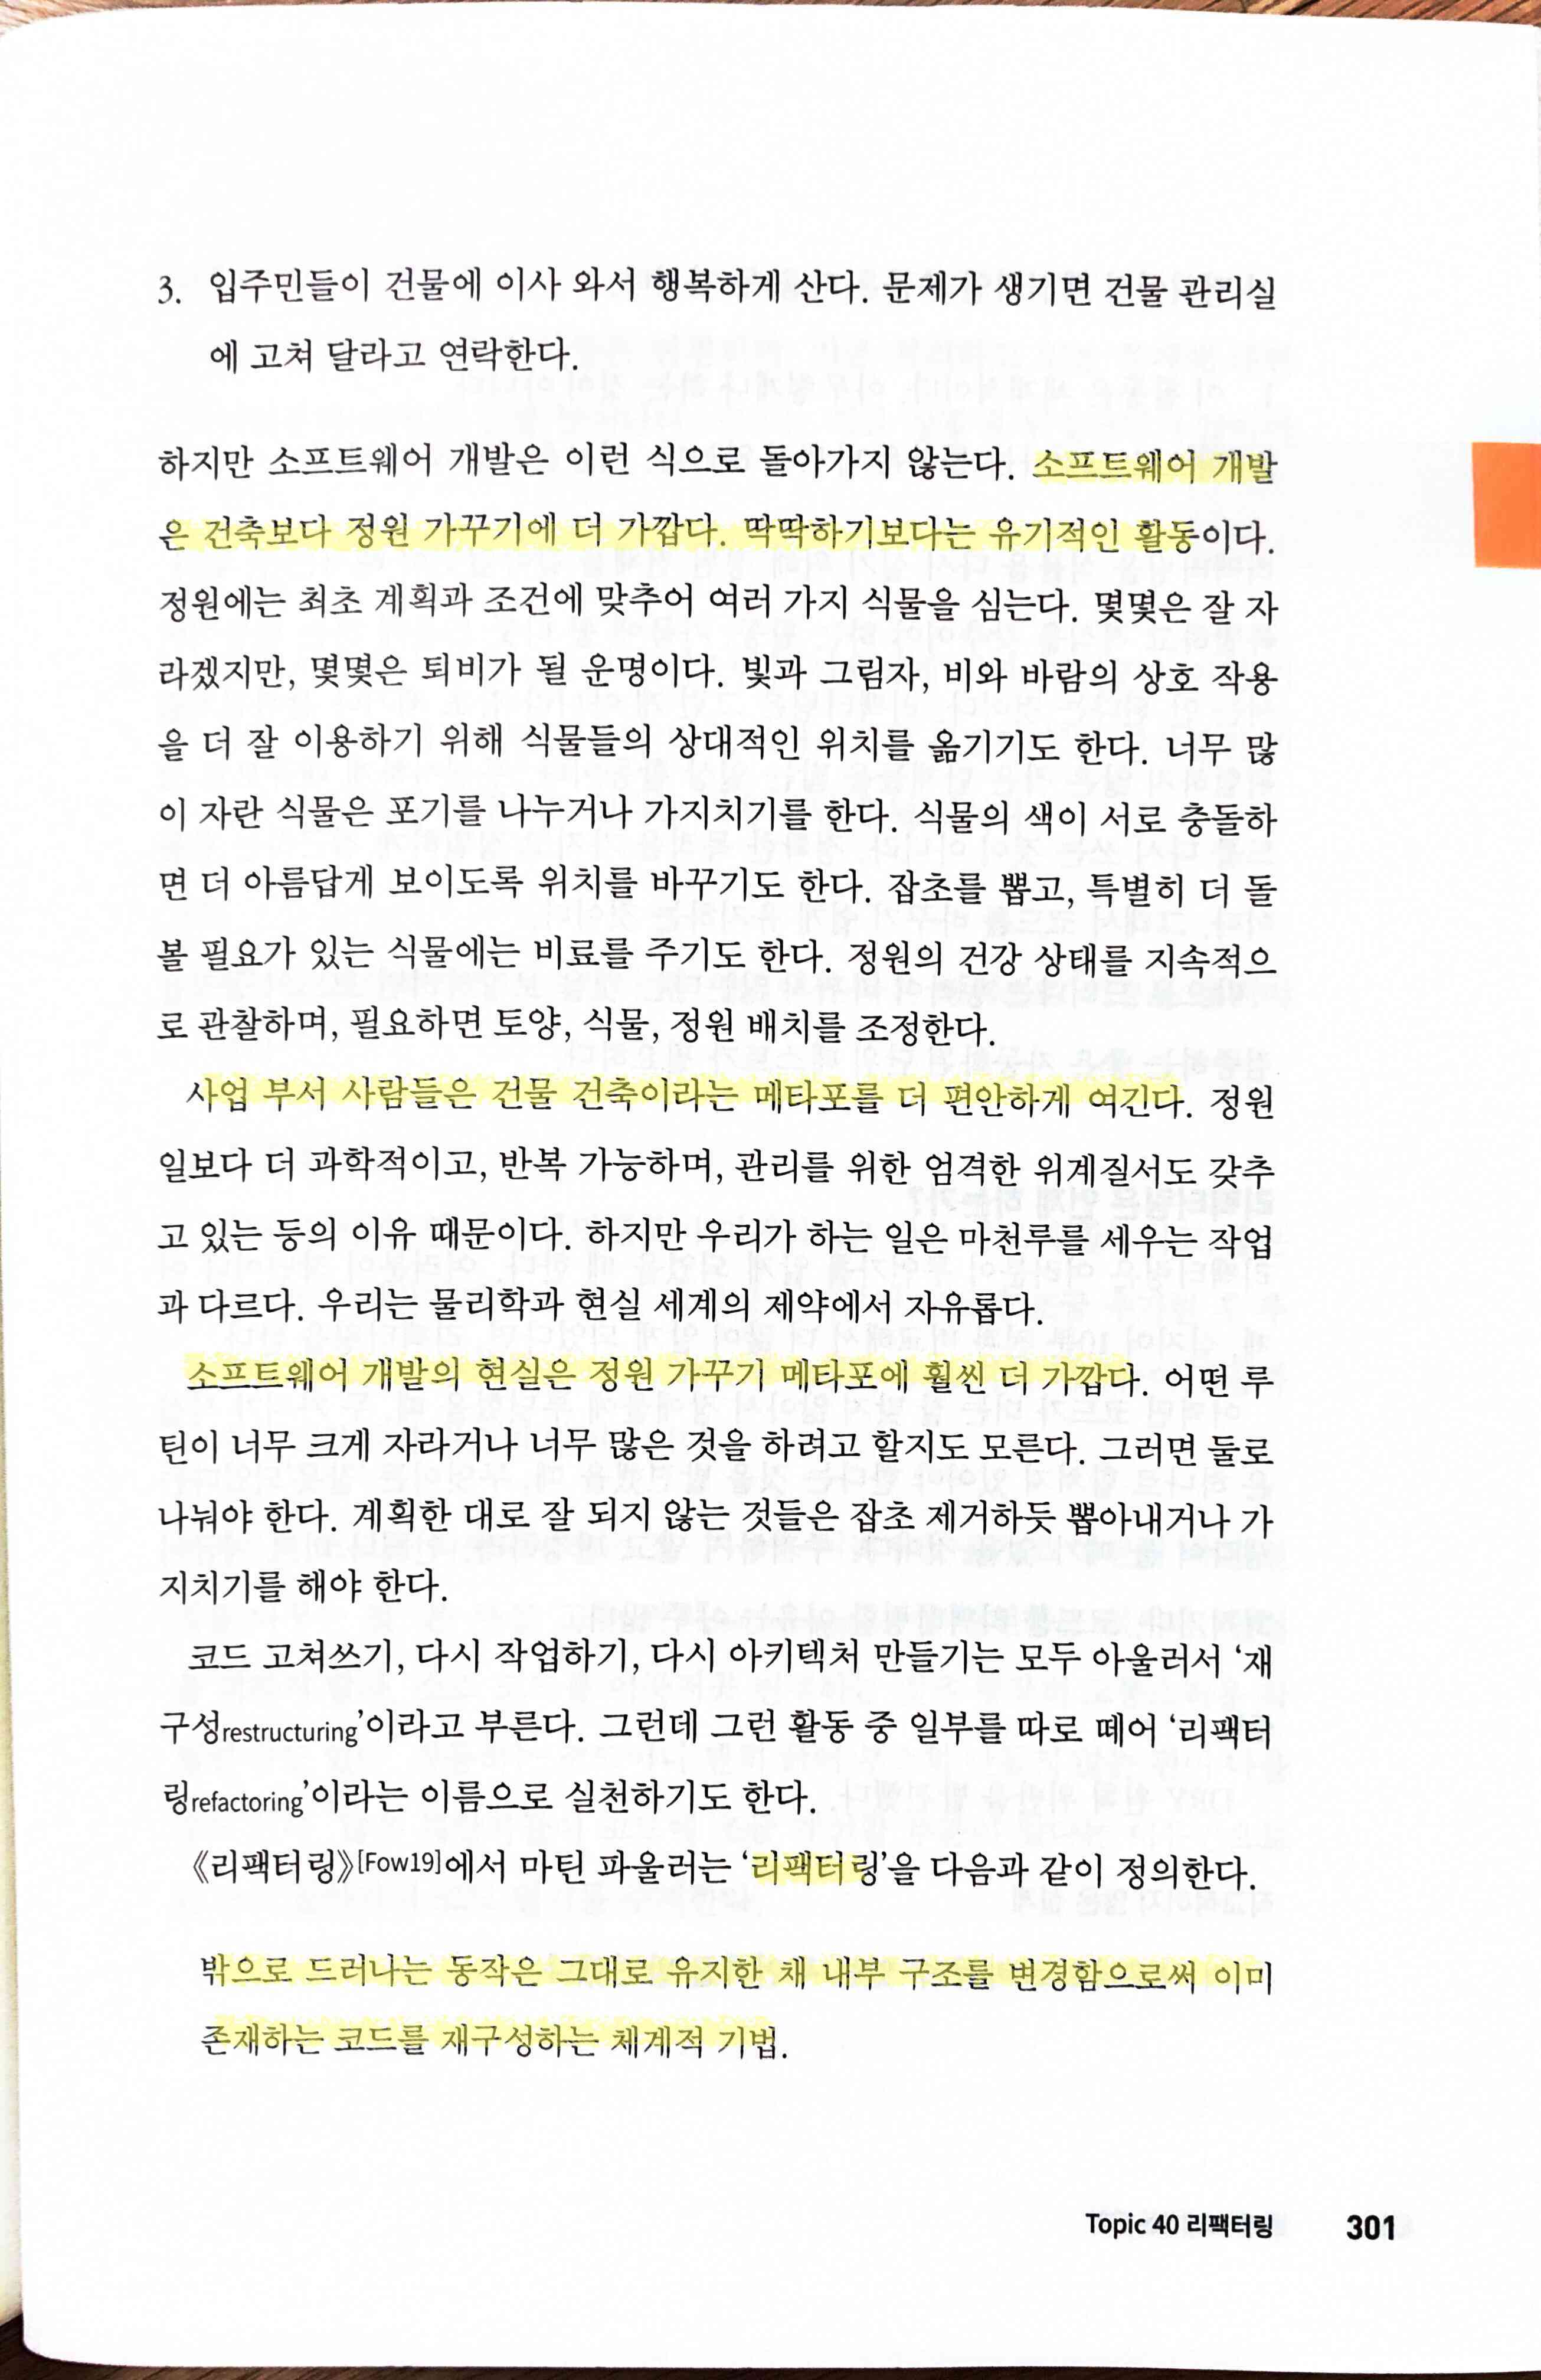 3. 입주민들이 건물에 이사 와서 행복하게 산다. 문제가 생기면 건물 관리실
에 고쳐 달라고 연락한다.
하지만 소프트웨어 개발은 이런 식으로 돌아가지 않는다. 소프트웨어 개발
은 건축보다 정원 가꾸기에 더 가깝다. 딱딱하기보다는 유기적인 활동이다.
정원에는 최초 계획과 조건에 맞추어 여러 가지 식물을 심는다. 몇몇은 잘 자
라겠지만, 몇몇은 퇴비가 될 운명이다. 빛과 그림자, 비와 바람의 상호 작용
을 더 잘 이용하기 위해 식물들의 상대적인 위치를 옮기기도 한다. 너무 많
이 자란 식물은 포기를 나누거나 가지치기를 한다. 식물의 색이 서로 충돌하
면 더 아름답게 보이도록 위치를 바꾸기도 한다. 잡초를 뽑고, 특별히 더 돌
볼 필요가 있는 식물에는 비료를 주기도 한다. 정원의 건강 상태를 지속적으
로 관찰하며, 필요하면 토양, 식물, 정원 배치를 조정한다.
사업 부서 사람들은 건물 건축이라는 메타포를 더 편안하게 여긴다. 정원
일보다 더 과학적이고, 반복 가능하며, 관리를 위한 엄격한 위계질서도 갖추
고 있는 등의 이유 때문이다. 하지만 우리가 하는 일은 마천루를 세우는 작업
과 다르다. 우리는 물리학과 현실 세계의 제약에서 자유롭다.
소프트웨어 개발의 현실은 정원 가꾸기 메타포에 훨씬 더 가깝다. 어떤 루
틴이 너무 크게 자라거나 너무 많은 것을 하려고 할지도 모른다. 그러면 둘로
나눠야 한다. 계획한 대로 잘 되지 않는 것들은 잡초 제거하듯 뽑아내거나 가
지치기를 해야 한다.
코드 고쳐쓰기, 다시 작업하기, 다시 아키텍처 만들기는 모두 아울러서 ‘재
구성restructuring’이라고 부른다. 그런데 그런 활동 중 일부를 따로 떼어 ‘리팩터
링refactoring’이라는 이름으로 실천하기도 한다.
《리팩터링》[Fow19]에서 마틴 파울러는 ‘리팩터링’을 다음과 같이 정의한다.
밖으로 드러나는 동작은 그대로 유지한 채 내부 구조를 변경함으로써 이미
존재하는 코드를 재구성하는 체계적 기법.
Topic 40 리팩터링 301